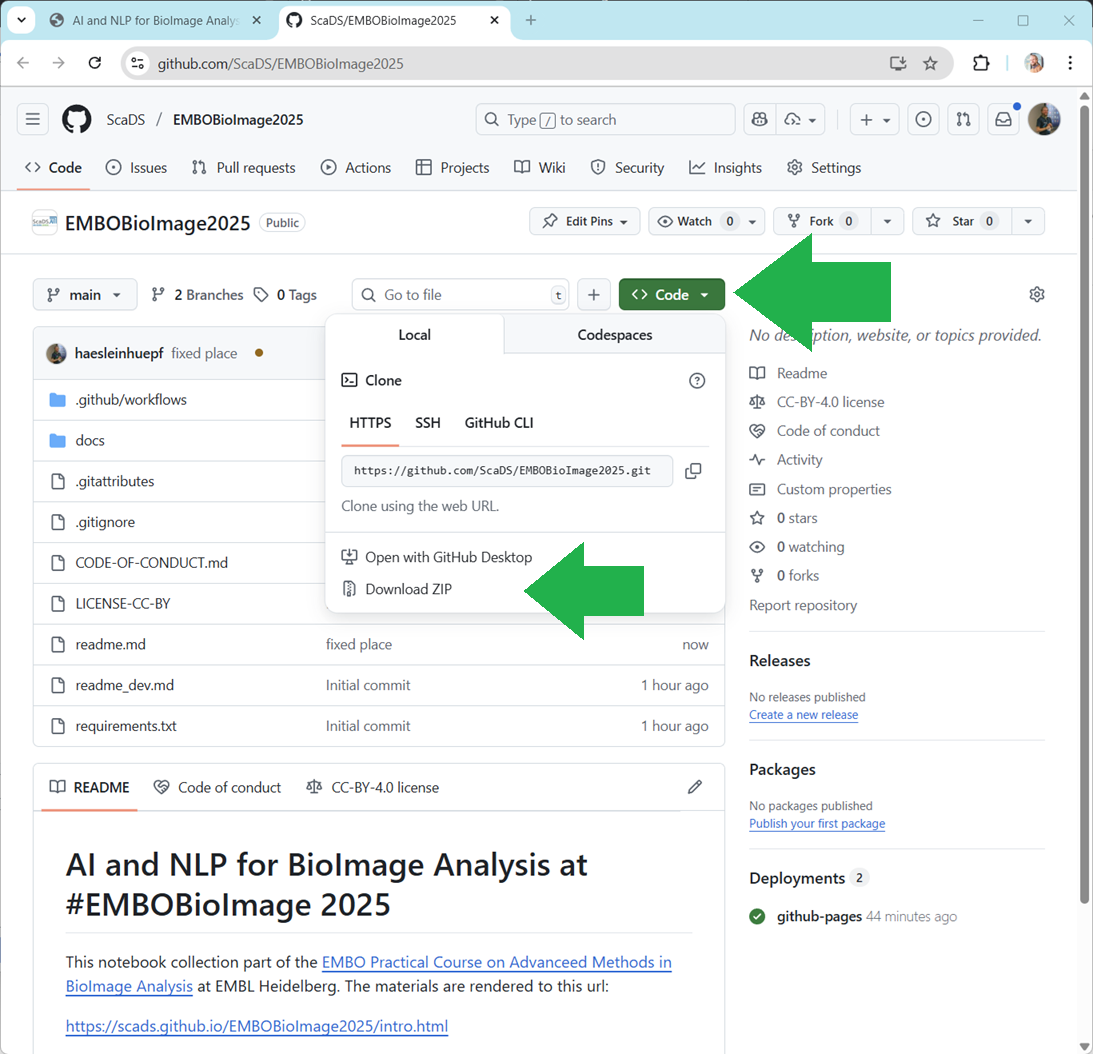 AI and NLP for BioImage Analys
ScaDS/EMBOBioImage2025
github.com/ScaDS/EMBOBioImage2025
ScaDS / EMBOBioImage2025
Type / to search
Code Issues Pull requests Actions Projects Wiki Security Insights Settings
EMBOBioImage2025 Public
Edit Pins Watch 0 Fork 0 Star 0
main 2 Branches 0 Tags Go to file t + Code
No description, website, or topics provided.
Local Codespaces
haesleinhuepf fixed place
Clone
HTTPS SSH GitHub CLI
https://github.com/ScaDS/EMBOBioImage2025.git
Clone using the web URL.
Open with GitHub Desktop
Download ZIP
.github/workflows
docs
.gitattributes
.gitignore
CODE-OF-CONDUCT.md
LICENSE-CC-BY
readme.md fixed place now
readme_dev.md Initial commit 1 hour ago
requirements.txt Initial commit 1 hour ago
Readme
CC-BY-4.0 license
Code of conduct
Activity
Custom properties
0 stars
0 watching
0 forks
Report repository
Releases
No releases published
Create a new release
Packages
No packages published
Publish your first package
Deployments 2
github-pages 44 minutes ago
README Code of conduct CC-BY-4.0 license
AI and NLP for BioImage Analysis at
#EMBOBioImage 2025
This notebook collection part of the EMBO Practical Course on Advanceed Methods in
BioImage Analysis at EMBL Heidelberg. The materials are rendered to this url:
https://scads.github.io/EMBOBioImage2025/intro.html